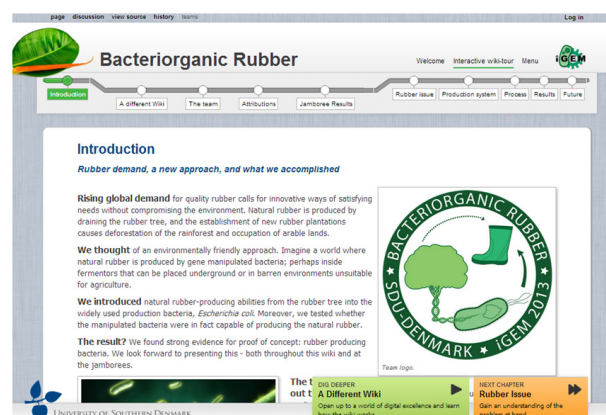 page discussion view source history teams Log in
Bacteriorganic Rubber
Welcome Interactive wiki-tour Menu iGEM
Introduction A different Wiki The team Attributions Jamboree Results Rubber issue Production system Process Results Future
Introduction
Rubber demand, a new approach, and what we accomplished
Rising global demand for quality rubber calls for innovative ways of satisfying
needs without compromising the environment. Natural rubber is produced by
draining the rubber tree, and the establishment of new rubber plantations
causes deforestation of the rainforest and occupation of arable lands.
We thought of an environmentally friendly approach. Imagine a world where
natural rubber is produced by gene manipulated bacteria; perhaps inside
fermentors that can be placed underground or in barren environments unsuitable
for agriculture.
We introduced natural rubber-producing abilities from the rubber tree into the
widely used production bacteria, Escherichia coli. Moreover, we tested whether
the manipulated bacteria were in fact capable of producing the natural rubber.
The result? We found strong evidence for proof of concept: rubber producing
bacteria. We look forward to presenting this - both throughout this wiki and at
the jamborees.
BACTERIORGANIC RUBBER
SDU-DENMARK ★ iGEM 2013
Team logo.
The t
out t
DIG DEEPER
A Different Wiki
Open up to a world of digital excellence and learn
how the wiki works
NEXT CHAPTER
Rubber Issue
Gain an understanding of the
problem at hand
UNIVERSITY OF SOUTHERN DENMARK